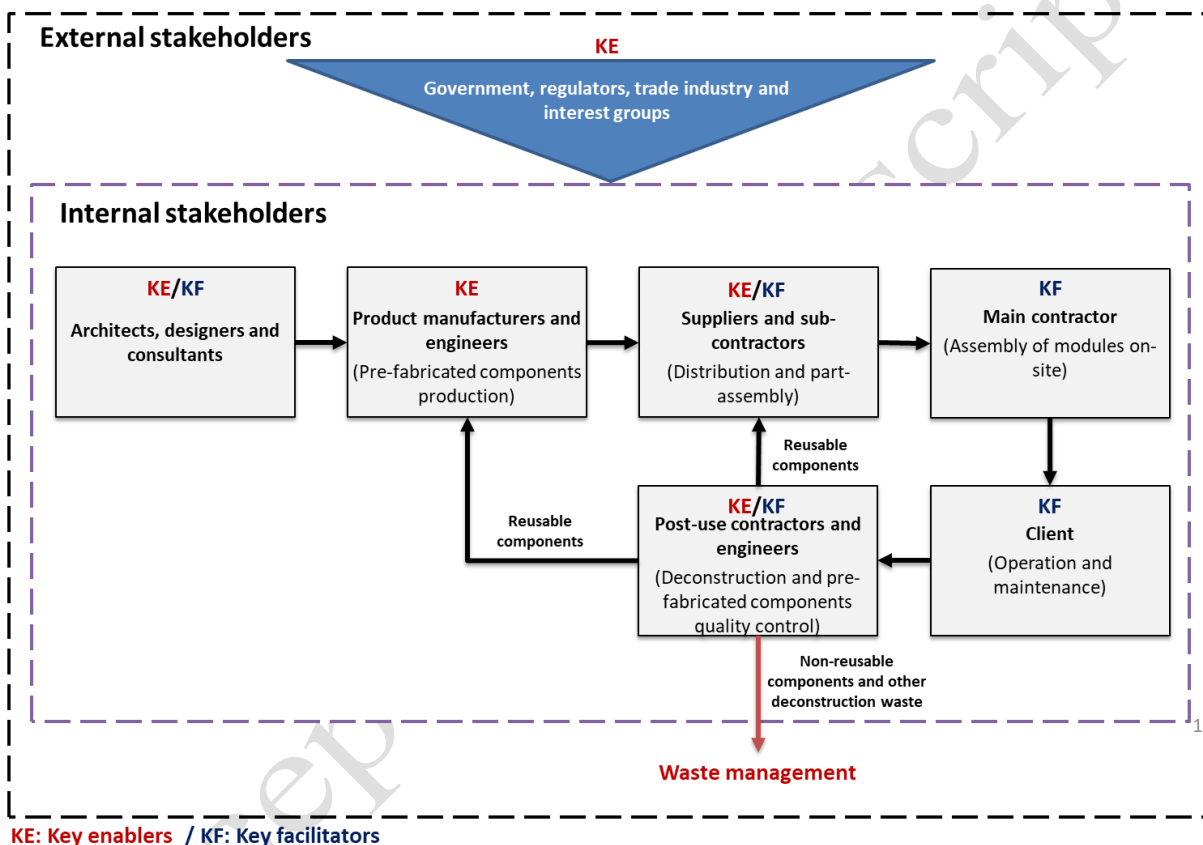 External stakeholders
KE
Government, regulators, trade industry and
interest groups
Internal stakeholders
KE/KF
Architects, designers and
consultants
KE
Product manufacturers and
engineers
(Pre-fabricated components
production)
KE/KF
Suppliers and sub-
contractors
(Distribution and part-
assembly)
KF
Main contractor
(Assembly of modules on-
site)
Reusable
components
Reusable
components
KE/KF
Post-use contractors and
engineers
(Deconstruction and pre-
fabricated components
quality control)
KF
Client
(Operation and
maintenance)
Non-reusable
components and other
deconstruction waste
1
Waste management
KE: Key enablers / KF: Key facilitators
scrip
rep